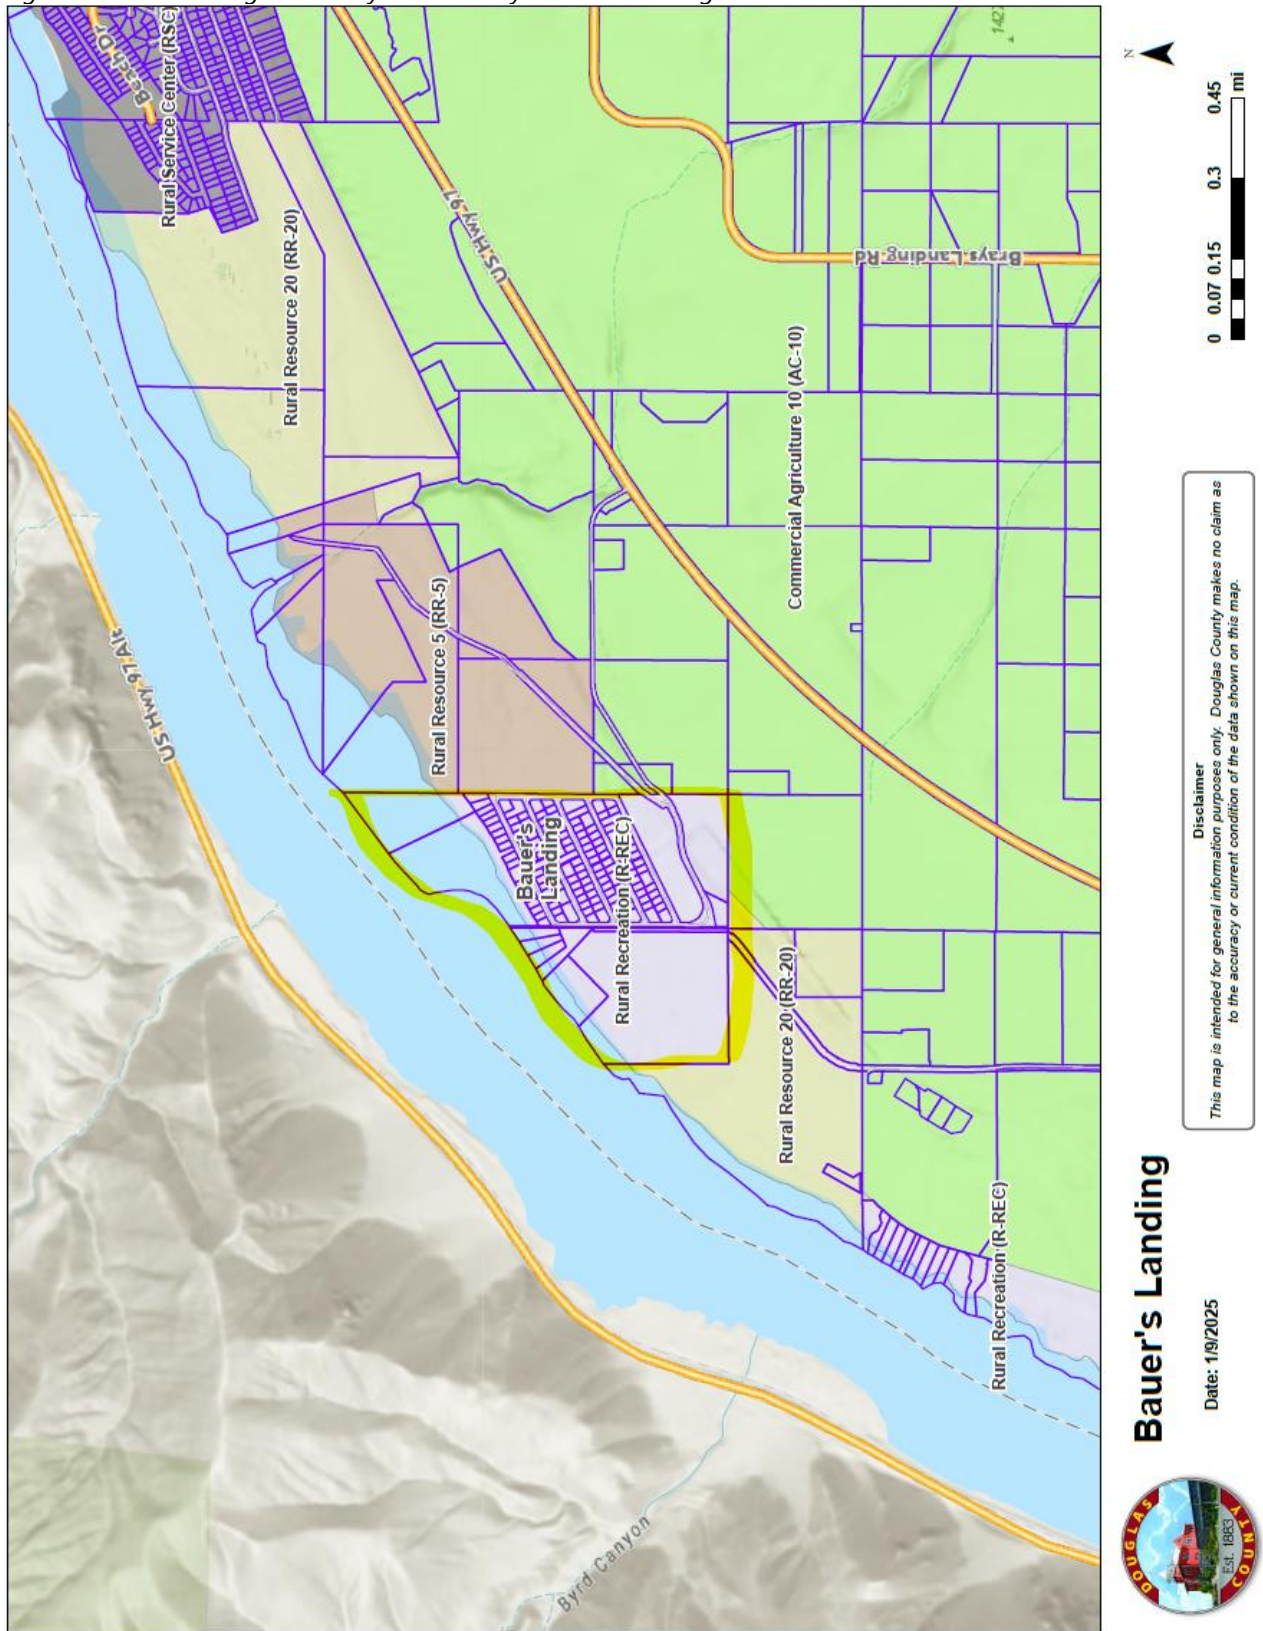 Beach Dr
Rural Service Center (RSC)
1427
Rural Resource 20 (RR-20)
US Hwy 97
Brays Landing Rd
US Hwy 97 Alt
Rural Resource 5 (RR-5)
Commercial Agriculture 10 (AC-10)
Bauer's
Landing
Rural Recreation (R-REC)
Rural Resource 20 (RR-20)
Rural Recreation (R-REC)
Byrd Canyon
Bauer's Landing
Date: 1/9/2025
Disclaimer
This map is intended for general information purposes only. Douglas County makes no claim as
to the accuracy or current condition of the data shown on this map.
0 0.07 0.15 0.3 0.45
mi
N
DOUGLAS
COUNTY
Est. 1883